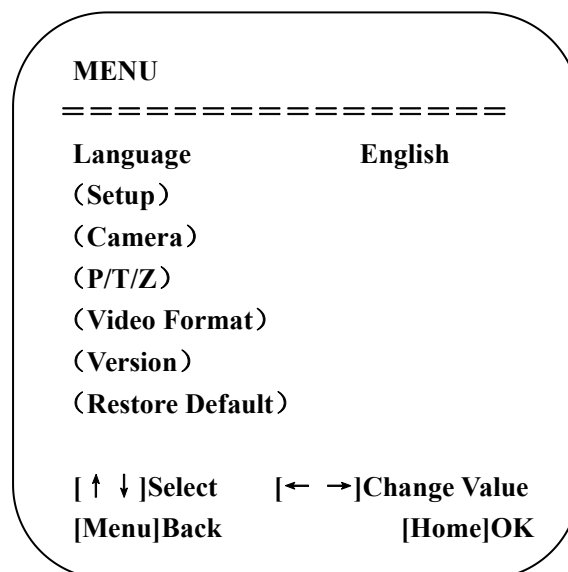 MENU
================
Language English
（Setup）
（Camera）
（P/T/Z）
（Video Format）
（Version）
（Restore Default）
[↑ ↓]Select [← →]Change Value
[Menu]Back [Home]OK